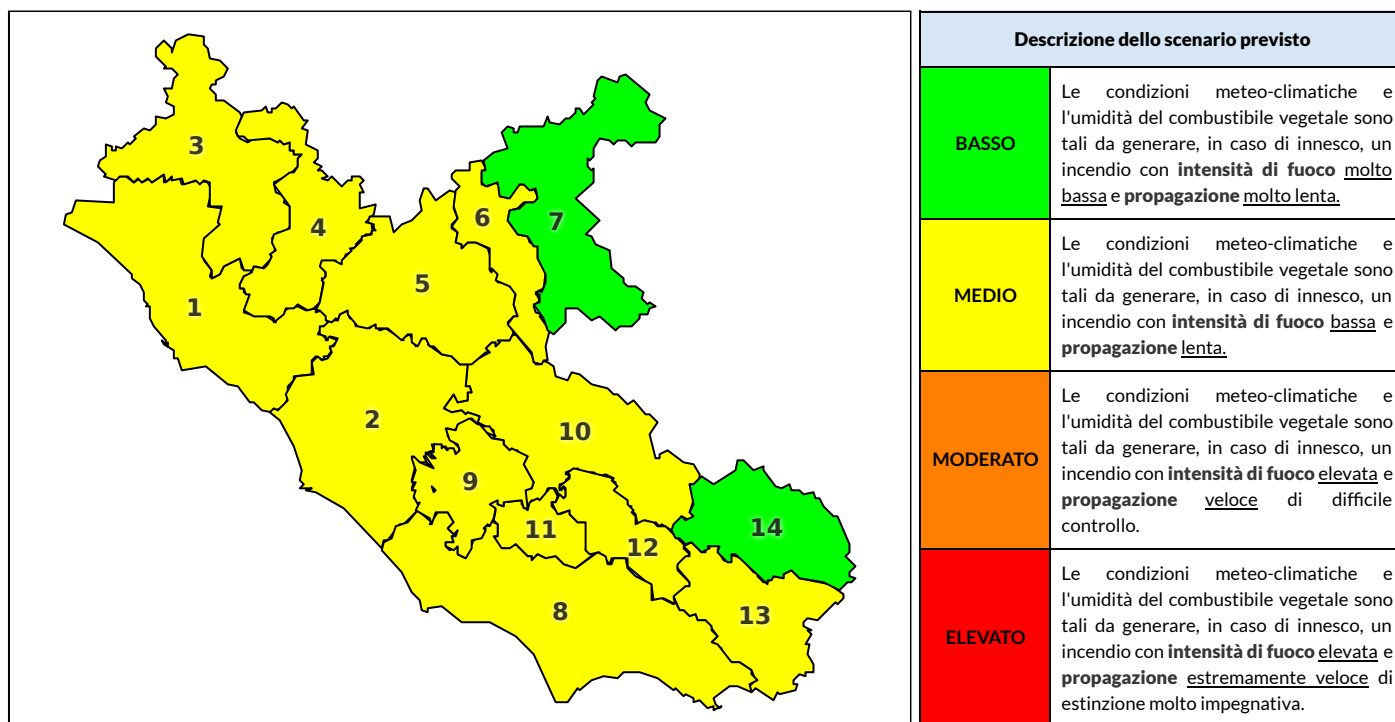 3
4
6
7
1
5
2
10
9
11
12
14
8
13
Descrizione dello scenario previsto
BASSO
Le condizioni meteo-climatiche e
l'umidità del combustibile vegetale sono
tali da generare, in caso di innesco, un
incendio con intensità di fuoco molto
bassa e propagazione molto lenta.
MEDIO
Le condizioni meteo-climatiche e
l'umidità del combustibile vegetale sono
tali da generare, in caso di innesco, un
incendio con intensità di fuoco bassa e
propagazione lenta.
MODERATO
Le condizioni meteo-climatiche e
l'umidità del combustibile vegetale sono
tali da generare, in caso di innesco, un
incendio con intensità di fuoco elevata e
propagazione veloce di difficile
controllo.
ELEVATO
Le condizioni meteo-climatiche e
l'umidità del combustibile vegetale sono
tali da generare, in caso di innesco, un
incendio con intensità di fuoco elevata e
propagazione estremamente veloce di
estinzione molto impegnativa.